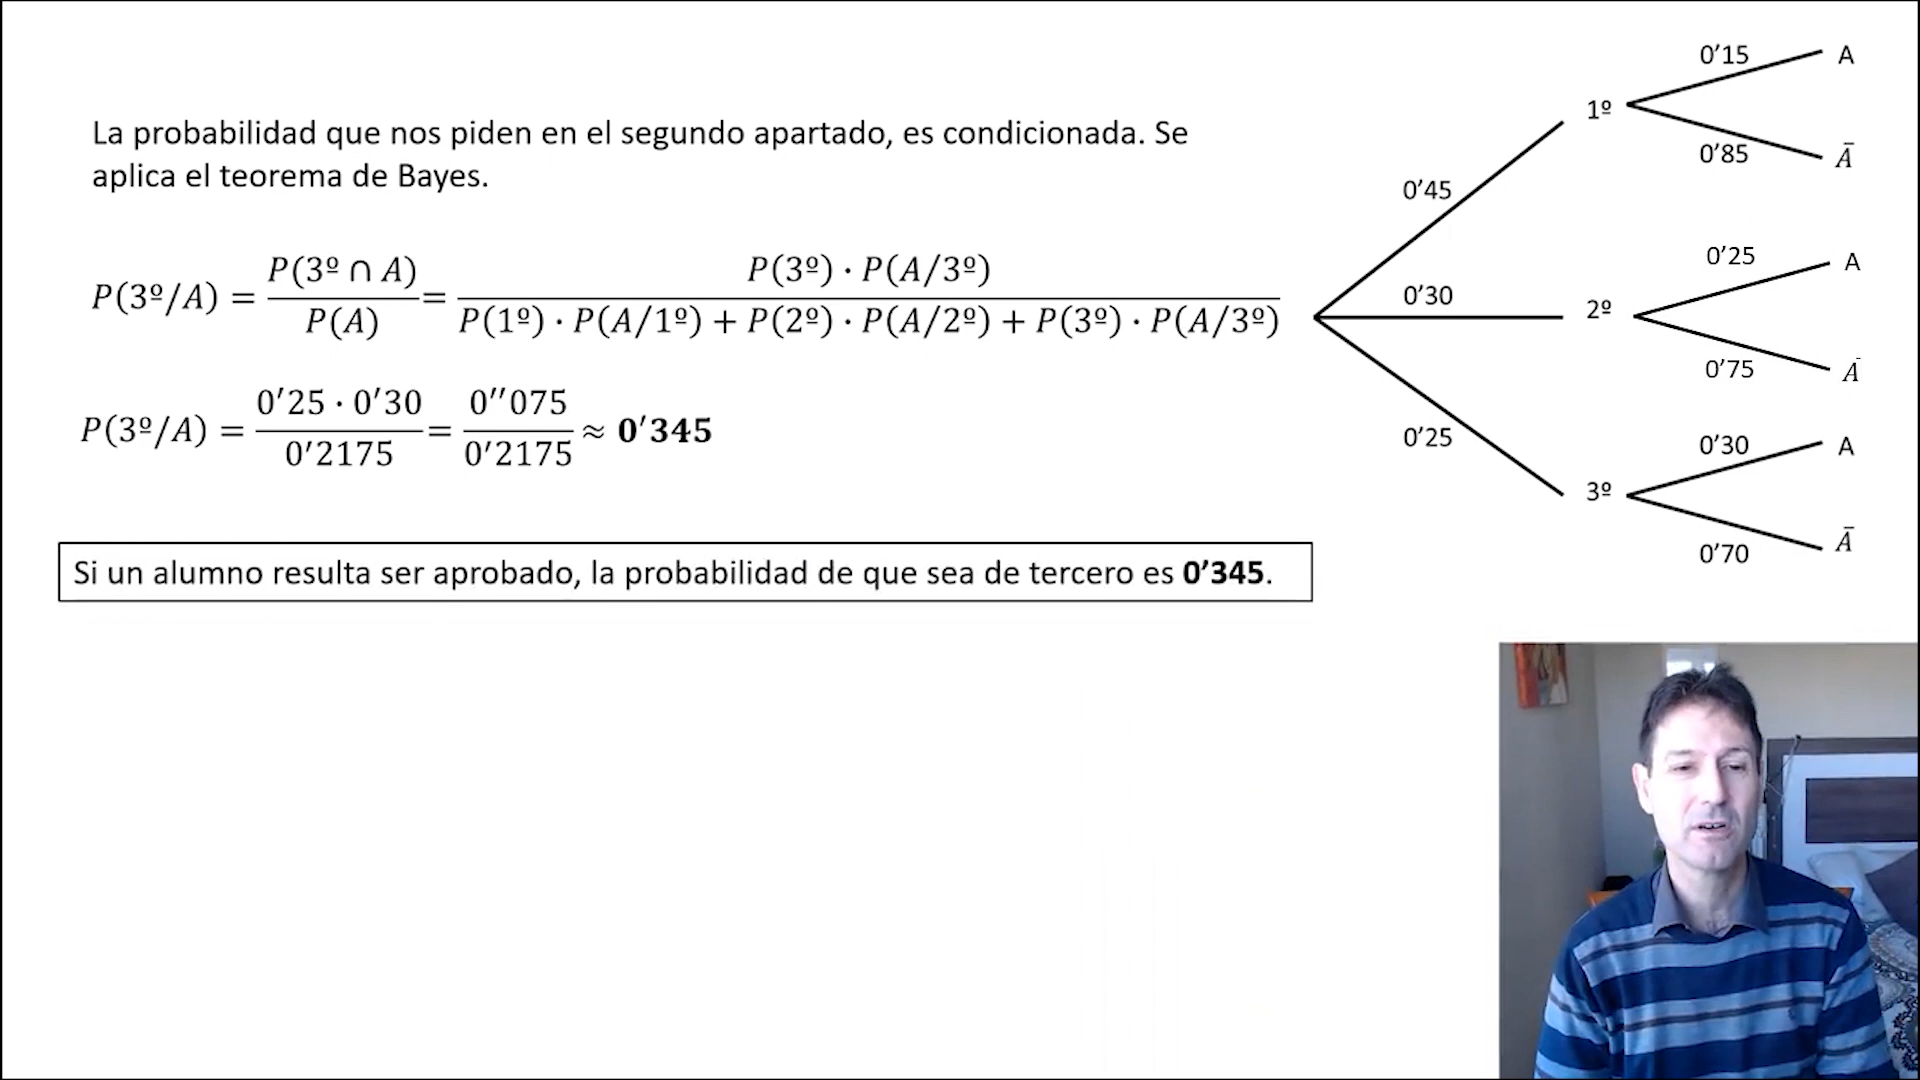 La probabilidad que nos piden en el segundo apartado, es condicionada. Se
aplica el teorema de Bayes.
P(3º/A) = P(3º ∩ A) / P(A) = P(3º) · P(A/3º) / P(1º) · P(A/1º) + P(2º) · P(A/2º) + P(3º) · P(A/3º)
P(3º/A) = 0′25 · 0′30 / 0′2175 = 0′′075 / 0′2175 ≈ 0′345
Si un alumno resulta ser aprobado, la probabilidad de que sea de tercero es 0’345.
0’45
1º
0’15
A
0’85
Ā
0’30
2º
0’25
A
0’75
Ā
0’25
3º
0’30
A
0’70
Ā